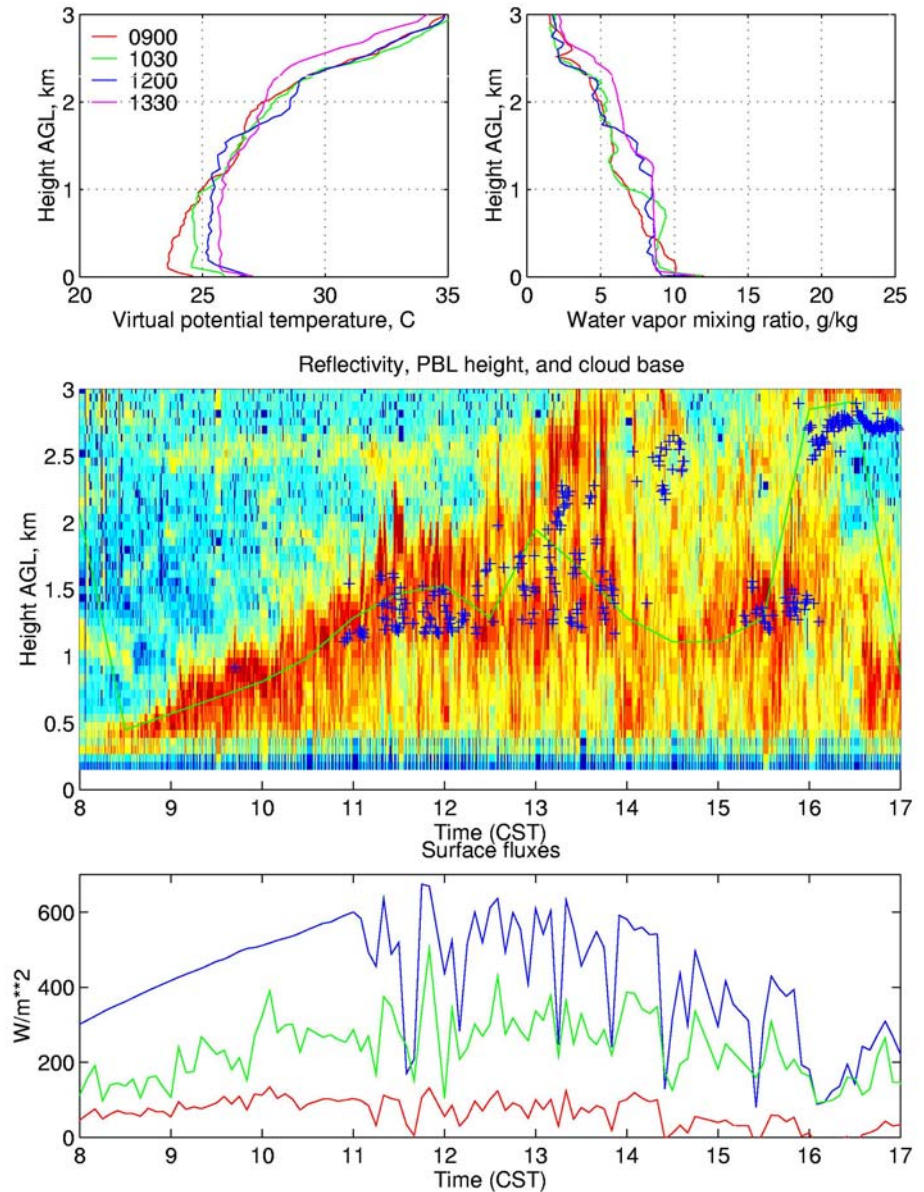 3
2
1
0
Height AGL, km
0900
1030
1200
1330
20 25 30 35
Virtual potential temperature, C
3
2
1
0
Height AGL, km
0 5 10 15 20 25
Water vapor mixing ratio, g/kg
Reflectivity, PBL height, and cloud base
3
2.5
2
1.5
1
0.5
0
Height AGL, km
8 9 10 11 12 13 14 15 16 17
Time (CST)
Surface fluxes
600
400
200
0
W/m**2
8 9 10 11 12 13 14 15 16 17
Time (CST)